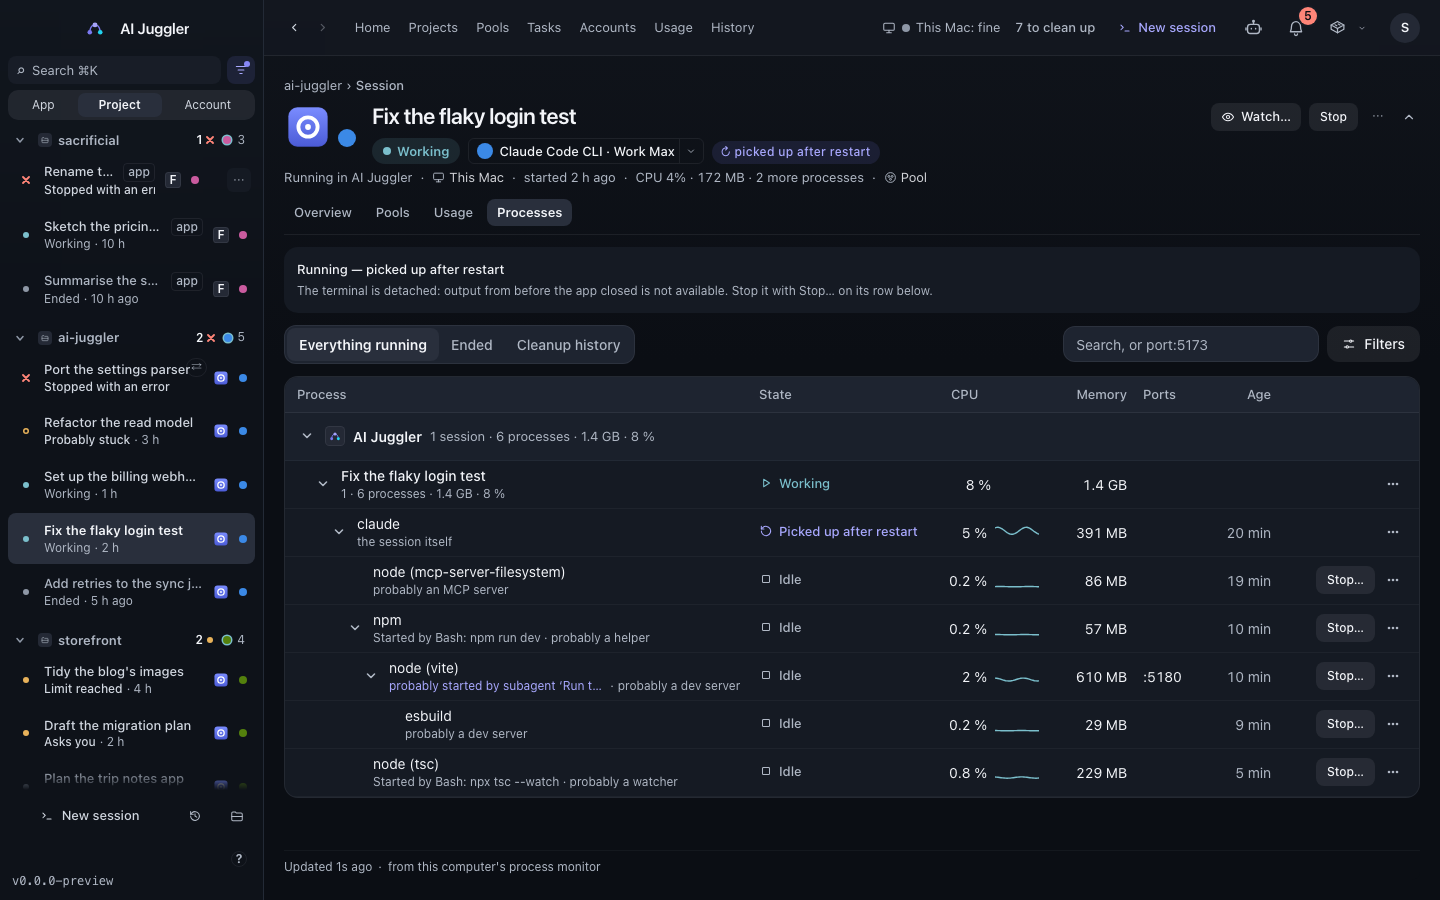 AI Juggler
Search ⌘K
App Project Account
sacrificial 1 3
Rename t... app F
Stopped with an err
Sketch the pricin... app F
Working · 10 h
Summarise the s... app F
Ended · 10 h ago
ai-juggler 2 5
Port the settings parser
Stopped with an error
Refactor the read model
Probably stuck · 3 h
Set up the billing webh...
Working · 1 h
Fix the flaky login test
Working · 2 h
Add retries to the sync j...
Ended · 5 h ago
storefront 2 4
Tidy the blog's images
Limit reached · 4 h
Draft the migration plan
Asks you · 2 h
Plan the trip notes app
New session
?
v0.0.0-preview
Home Projects Pools Tasks Accounts Usage History
This Mac: fine 7 to clean up New session 5 S
ai-juggler › Session
Fix the flaky login test
Watch... Stop ...
Working Claude Code CLI · Work Max picked up after restart
Running in AI Juggler · This Mac · started 2 h ago · CPU 4% · 172 MB · 2 more processes · Pool
Overview Pools Usage Processes
Running — picked up after restart
The terminal is detached: output from before the app closed is not available. Stop it with Stop... on its row below.
Everything running Ended Cleanup history
Search, or port:5173 Filters
Process State CPU Memory Ports Age
AI Juggler 1 session · 6 processes · 1.4 GB · 8 %
Fix the flaky login test Working 8 % 1.4 GB
1 · 6 processes · 1.4 GB · 8 %
claude Picked up after restart 5 % 391 MB 20 min
the session itself
node (mcp-server-filesystem) Idle 0.2 % 86 MB 19 min Stop...
probably an MCP server
npm Idle 0.2 % 57 MB 10 min Stop...
Started by Bash: npm run dev · probably a helper
node (vite) Idle 2 % 610 MB :5180 10 min Stop...
probably started by subagent ‘Run t... · probably a dev server
esbuild Idle 0.2 % 29 MB 9 min Stop...
probably a dev server
node (tsc) Idle 0.8 % 229 MB 5 min Stop...
Started by Bash: npx tsc --watch · probably a watcher
Updated 1s ago · from this computer's process monitor